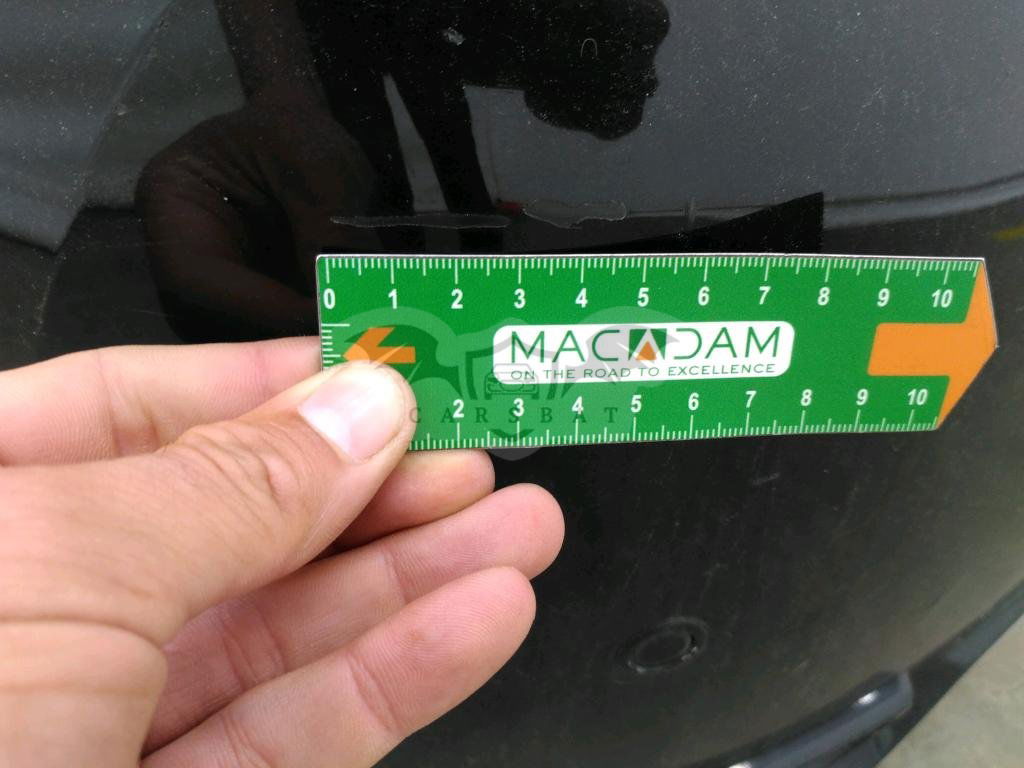 0 1 2 3 4 5 6 7 8 9 10
MACADAM
ON THE ROAD TO EXCELLENCE
2 3 4 5 6 7 8 9 10
CARSBAT